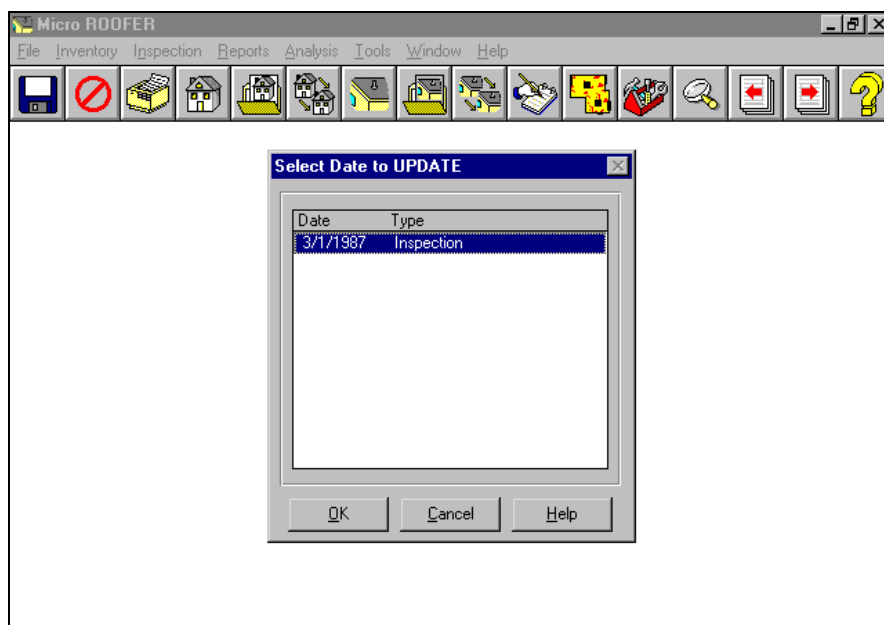 Micro ROOFER
File Inventory Inspection Reports Analysis Tools Window Help
Select Date to UPDATE
Date Type
3/1/1987 Inspection
OK Cancel Help